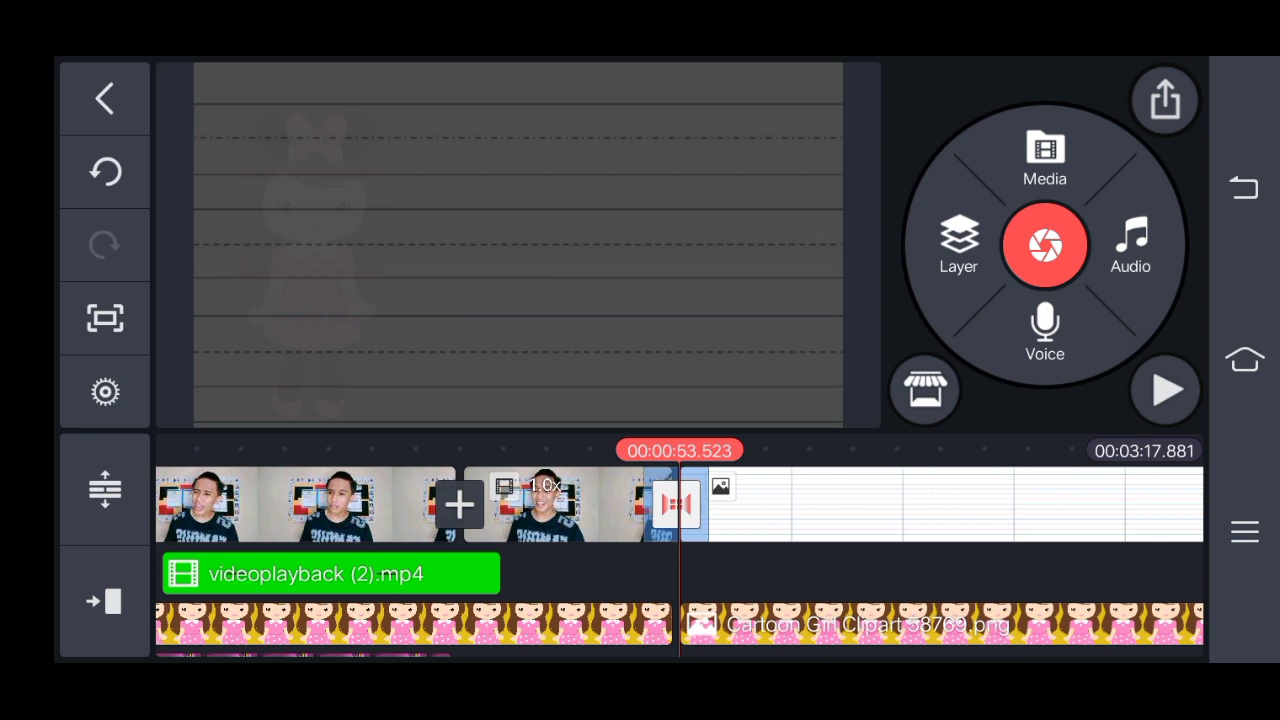 Media
Layer
Audio
Voice
00:00:53.523
00:03:17.881
1.0x
videoplayback (2).mp4
Cartoon Girl Clipart 58769.png